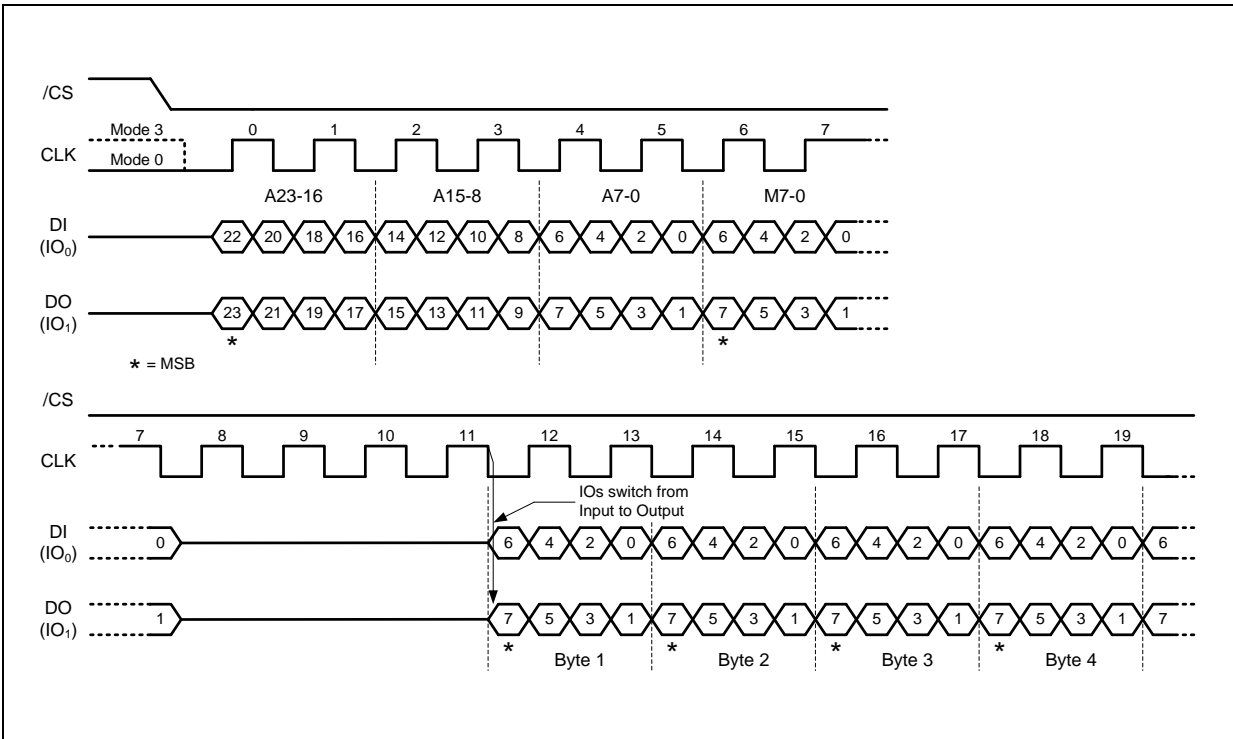 /CS
Mode 3
CLK
Mode 0
0 1 2 3 4 5 6 7
A23-16 A15-8 A7-0 M7-0
DI
(IO0)
22 20 18 16 14 12 10 8 6 4 2 0 6 4 2 0
DO
(IO1)
23 21 19 17 15 13 11 9 7 5 3 1 7 5 3 1
* *
* = MSB
/CS
7 8 9 10 11 12 13 14 15 16 17 18 19
CLK
IOs switch from
Input to Output
DI
(IO0)
0 6 4 2 0 6 4 2 0 6 4 2 0 6 4 2 0 6
DO
(IO1)
1 7 5 3 1 7 5 3 1 7 5 3 1 7 5 3 1 7
* Byte 1 * Byte 2 * Byte 3 * Byte 4